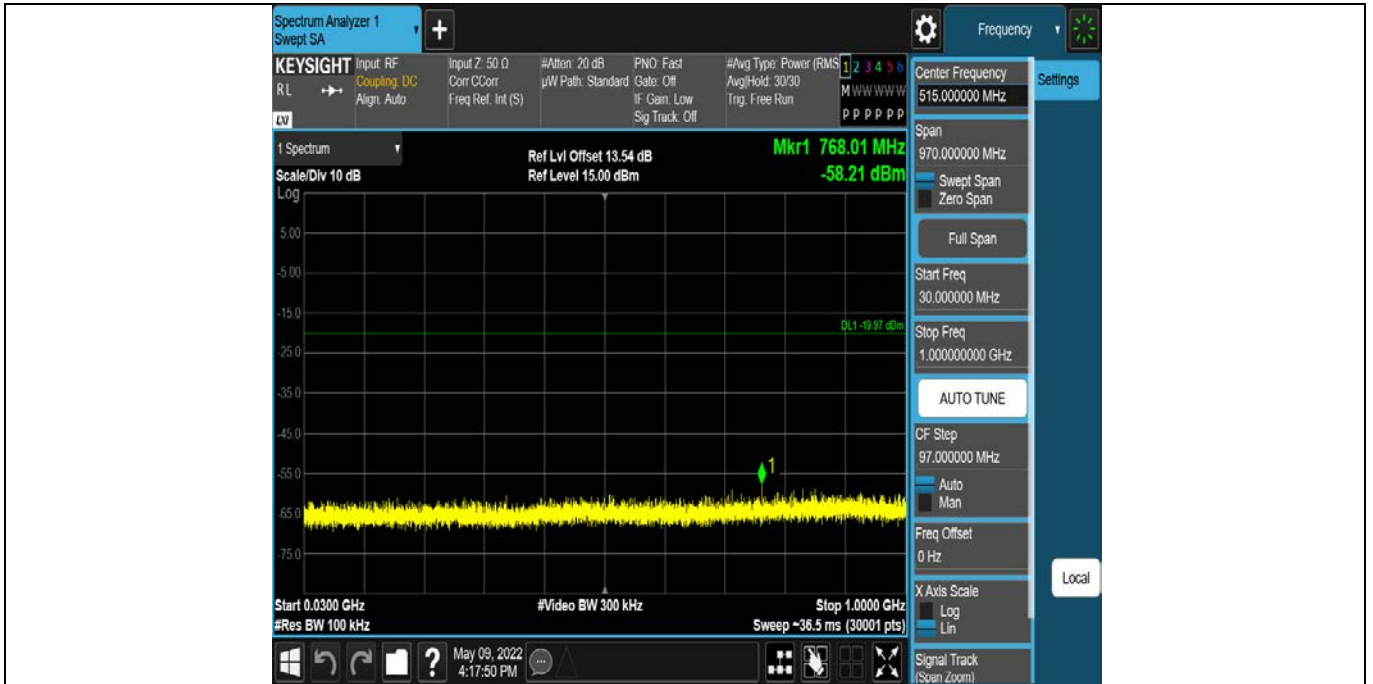 Spectrum Analyzer 1
Swept SA
+
Frequency
KEYSIGHT
RL
LXI
Input: RF
Coupling: DC
Align: Auto
Input Z: 50 Ω
Corr CCorr
Freq Ref: Int (S)
#Atten: 20 dB
µW Path: Standard
PNO: Fast
Gate: Off
IF Gain: Low
Sig Track: Off
#Avg Type: Power (RMS
Avg|Hold: 30/30
Trig: Free Run
1 2 3 4 5 6
M W W W W W
P P P P P P
1 Spectrum
Scale/Div 10 dB
Ref Lvl Offset 13.54 dB
Ref Level 15.00 dBm
Mkr1 768.01 MHz
-58.21 dBm
Log
5.00
-5.00
-15.0
DL1 -19.97 dBm
-25.0
-35.0
-45.0
-55.0
1
-65.0
-75.0
Start 0.0300 GHz
#Res BW 100 kHz
#Video BW 300 kHz
Stop 1.0000 GHz
Sweep ~36.5 ms (30001 pts)
May 09, 2022
4:17:50 PM
?
Center Frequency
515.000000 MHz
Span
970.000000 MHz
Swept Span
Zero Span
Full Span
Start Freq
30.000000 MHz
Stop Freq
1.000000000 GHz
AUTO TUNE
CF Step
97.000000 MHz
Auto
Man
Freq Offset
0 Hz
X Axis Scale
Log
Lin
Signal Track
(Span Zoom)
Settings
Local